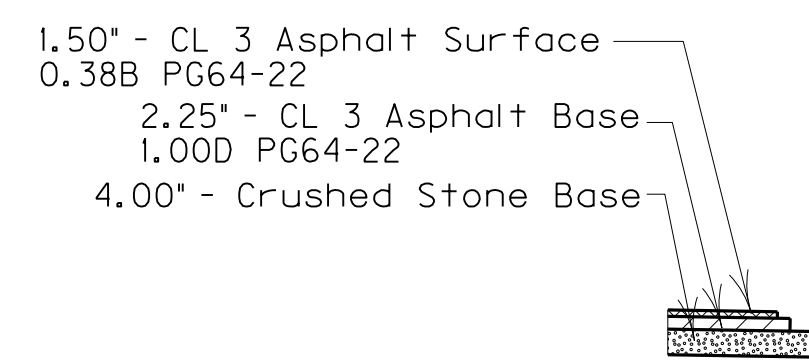 1.50" - CL 3 Asphalt Surface
0.38B PG64-22
2.25" - CL 3 Asphalt Base
1.00D PG64-22
4.00" - Crushed Stone Base